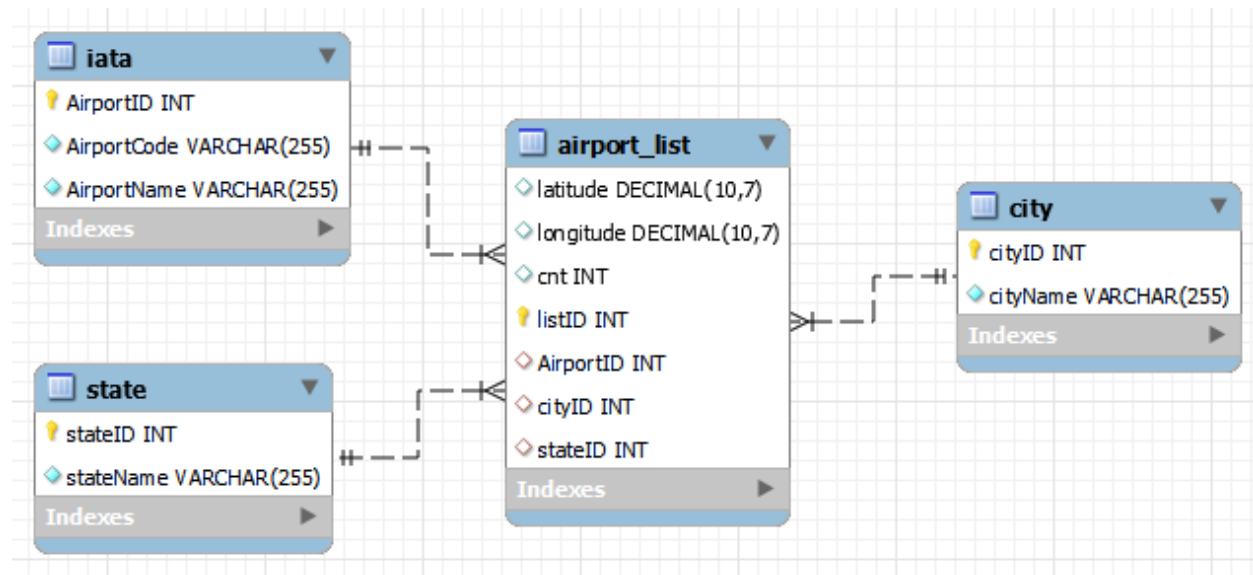 iata
AirportID INT
AirportCode VARCHAR(255)
AirportName VARCHAR(255)
Indexes
state
stateID INT
stateName VARCHAR(255)
Indexes
airport_list
latitude DECIMAL(10,7)
longitude DECIMAL(10,7)
cnt INT
listID INT
AirportID INT
cityID INT
stateID INT
Indexes
city
cityID INT
cityName VARCHAR(255)
Indexes